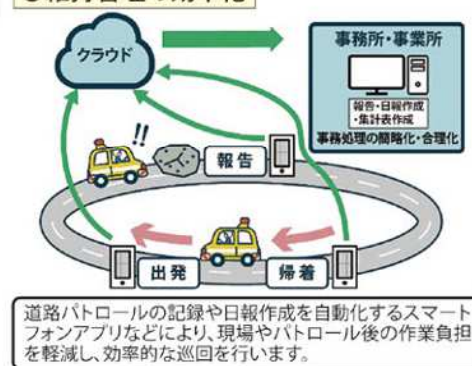 クラウド
事務所・事業所
報告・日報作成
・集計表作成
事務処理の簡略化・合理化
!!
報告
出発
帰着
道路パトロールの記録や日報作成を自動化するスマート
フォンアプリなどにより、現場やパトロール後の作業負担
を軽減し、効率的な巡回を行います。